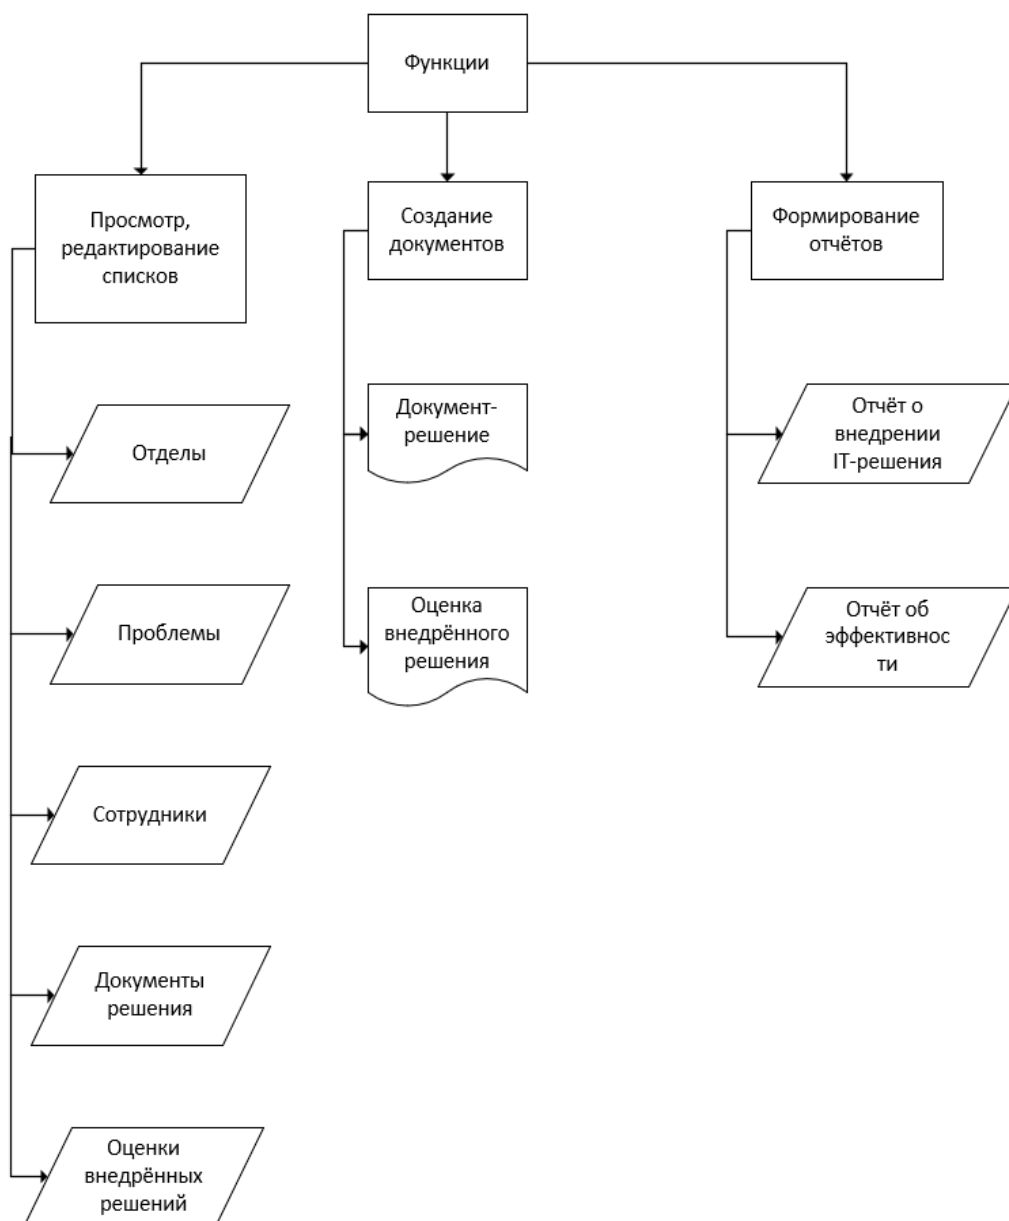 Функции
Просмотр,
редактирование
списков
Создание
документов
Формирование
отчётов
Отделы
Документ-
решение
Отчёт о
внедрении
IT-решения
Проблемы
Оценка
внедрённого
решения
Отчёт об
эффективнос
ти
Сотрудники
Документы
решения
Оценки
внедрённых
решений